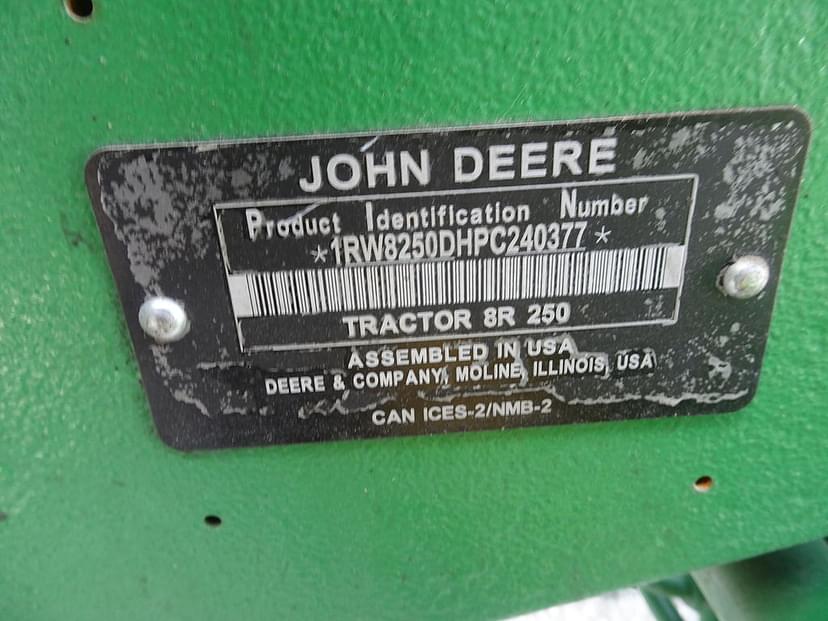 JOHN DEERE
Product Identification Number
*1RW8250DHPC240377*
TRACTOR 8R 250
ASSEMBLED IN USA
DEERE & COMPANY, MOLINE, ILLINOIS, USA
CAN ICES-2/NMB-2